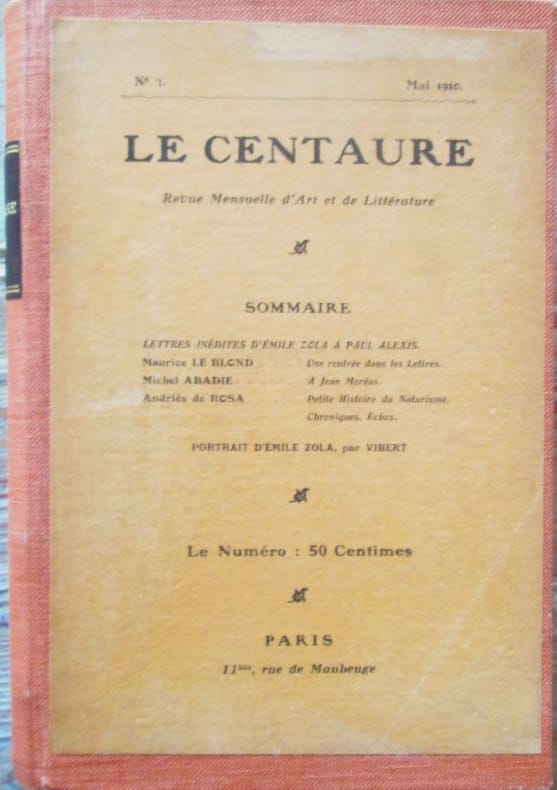 No 7.
Mai 1910.
LE CENTAURE
Revue Mensuelle d'Art et de Littérature
SOMMAIRE
LETTRES INÉDITES D'ÉMILE ZOLA À PAUL ALEXIS.
Maurice LE BLOND Une rentrée dans les Lettres.
Michel ABADIE. À Jean Moréas.
Andriès de ROSA Petite Histoire du Naturisme.
Chroniques, Echos.
PORTRAIT D'ÉMILE ZOLA, par VIBERT
Le Numéro : 50 Centimes
PARIS
11bis, rue de Maubeuge